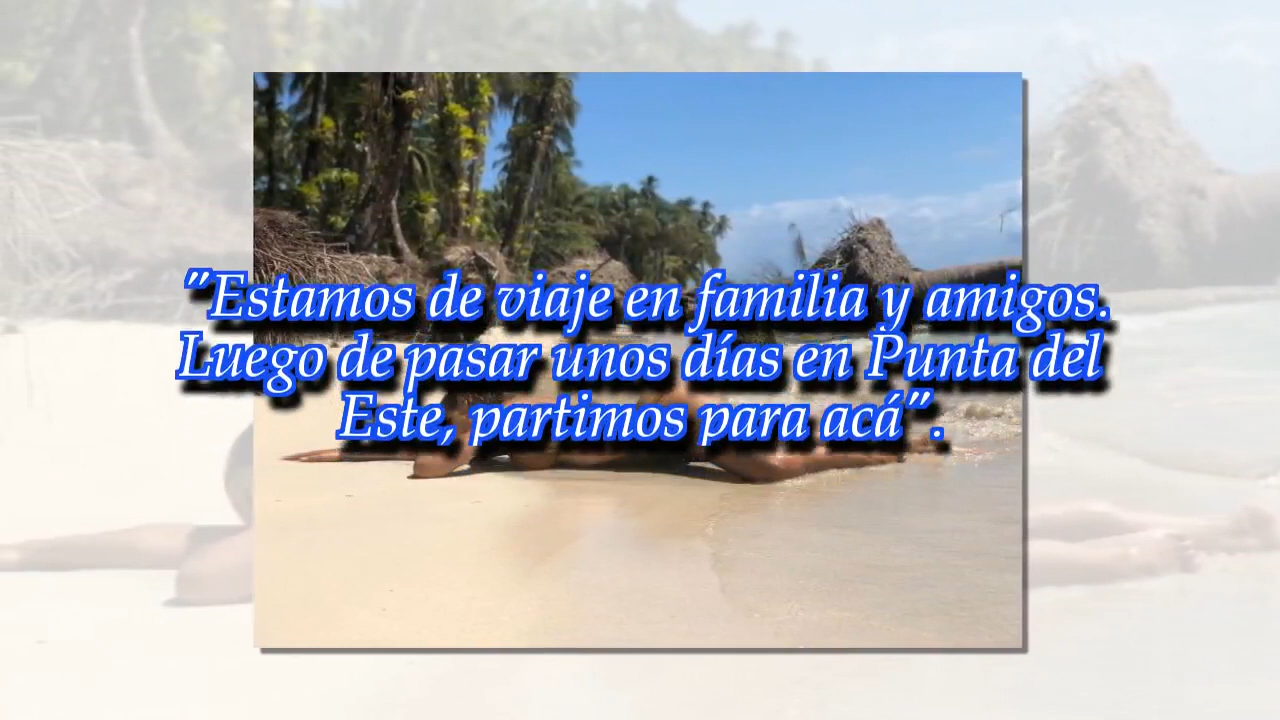 "Estamos de viaje en familia y amigos.
Luego de pasar unos días en Punta del
Este, partimos para acá".